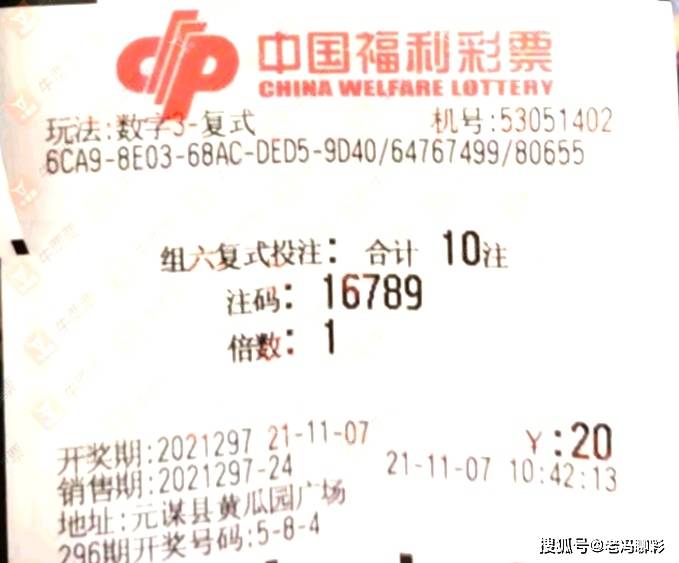 中国福利彩票
CHINA WELFARE LOTTERY
玩法:数字3-复式 机号:53051402
6CA9-8E03-68AC-DED5-9D40/64767499/80655
组六复式投注: 合计 10注
注码: 16789
倍数: 1
开奖期:2021297 21-11-07 ¥:20
销售期:2021297-24 21-11-07 10:42:13
地址:元谋县黄瓜园广场
296期开奖号码:5-8-4
搜狐号@老冯聊彩